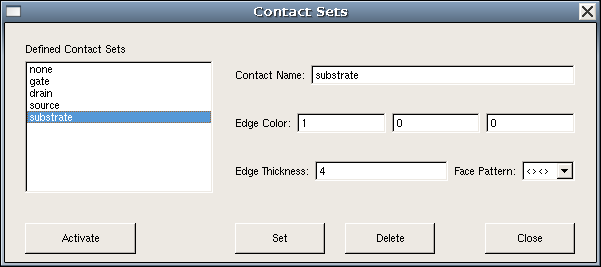 Contact Sets
Defined Contact Sets
none
gate
drain
source
substrate
Contact Name: substrate
Edge Color: 1 0 0
Edge Thickness: 4 Face Pattern: <><>
Activate Set Delete Close